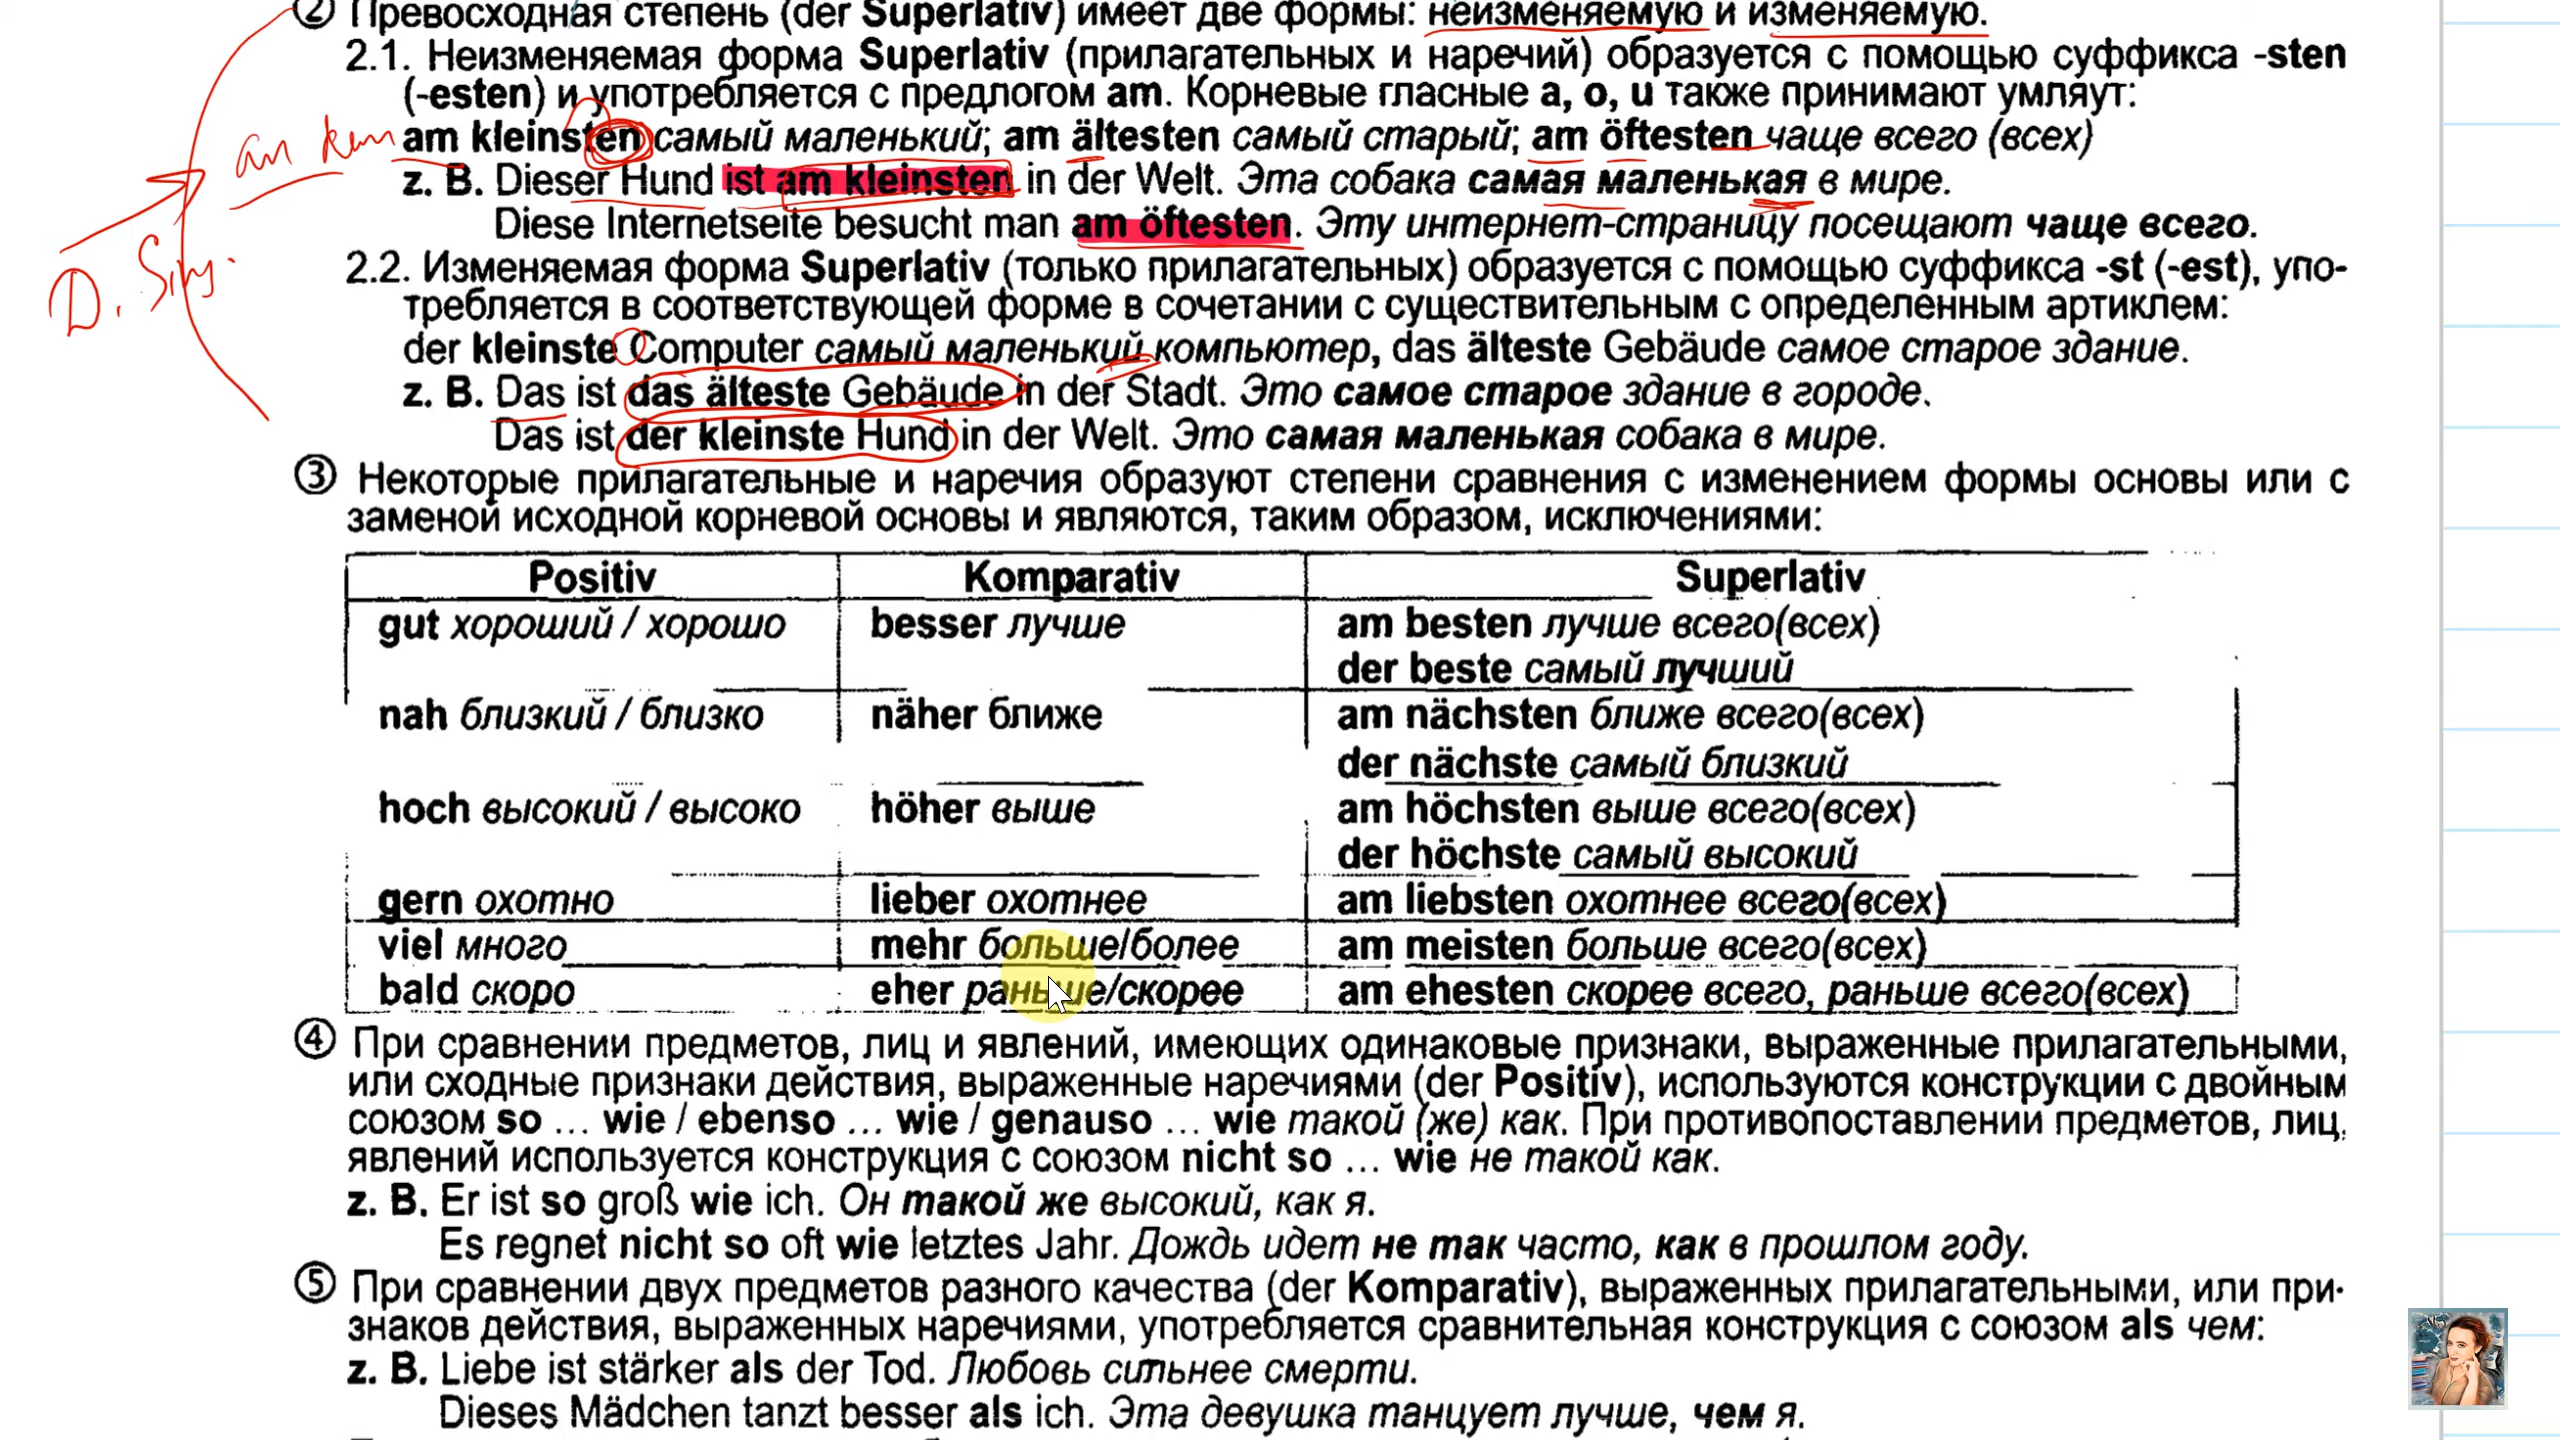 ② Превосходная степень (der Superlativ) имеет две формы: неизменяемую и изменяемую.
2.1. Неизменяемая форма Superlativ (прилагательных и наречий) образуется с помощью суффикса -sten
(-esten) и употребляется с предлогом am. Корневые гласные a, o, u также принимают умляут:
am kleinsten самый маленький; am ältesten самый старый; am öftesten чаще всего (всех)
z. B. Dieser Hund ist am kleinsten in der Welt. Эта собака самая маленькая в мире.
Diese Internetseite besucht man am öftesten. Эту интернет-страницу посещают чаще всего.
D. Sing.
2.2. Изменяемая форма Superlativ (только прилагательных) образуется с помощью суффикса -st (-est), упо-
требляется в соответствующей форме в сочетании с существительным с определенным артиклем:
der kleinste Computer самый маленький компьютер, das älteste Gebäude самое старое здание.
z. B. Das ist das älteste Gebäude in der Stadt. Это самое старое здание в городе.
Das ist der kleinste Hund in der Welt. Это самая маленькая собака в мире.
③ Некоторые прилагательные и наречия образуют степени сравнения с изменением формы основы или с
заменой исходной корневой основы и являются, таким образом, исключениями:
Positiv Komparativ Superlativ
gut хороший / хорошо besser лучше am besten лучше всего(всех)
der beste самый лучший
nah близкий / близко näher ближе am nächsten ближе всего(всех)
der nächste самый близкий
hoch высокий / высоко höher выше am höchsten выше всего(всех)
der höchste самый высокий
gern охотно lieber охотнее am liebsten охотнее всего(всех)
viel много mehr больше/более am meisten больше всего(всех)
bald скоро eher раньше/скорее am ehesten скорее всего, раньше всего(всех)
④ При сравнении предметов, лиц и явлений, имеющих одинаковые признаки, выраженные прилагательными,
или сходные признаки действия, выраженные наречиями (der Positiv), используются конструкции с двойным
союзом so ... wie / ebenso ... wie / genauso ... wie такой (же) как. При противопоставлении предметов, лиц,
явлений используется конструкция с союзом nicht so ... wie не такой как.
z. B. Er ist so groß wie ich. Он такой же высокий, как я.
Es regnet nicht so oft wie letztes Jahr. Дождь идет не так часто, как в прошлом году.
⑤ При сравнении двух предметов разного качества (der Komparativ), выраженных прилагательными, или при-
знаков действия, выраженных наречиями, употребляется сравнительная конструкция с союзом als чем:
z. B. Liebe ist stärker als der Tod. Любовь сильнее смерти.
Dieses Mädchen tanzt besser als ich. Эта девушка танцует лучше, чем я.